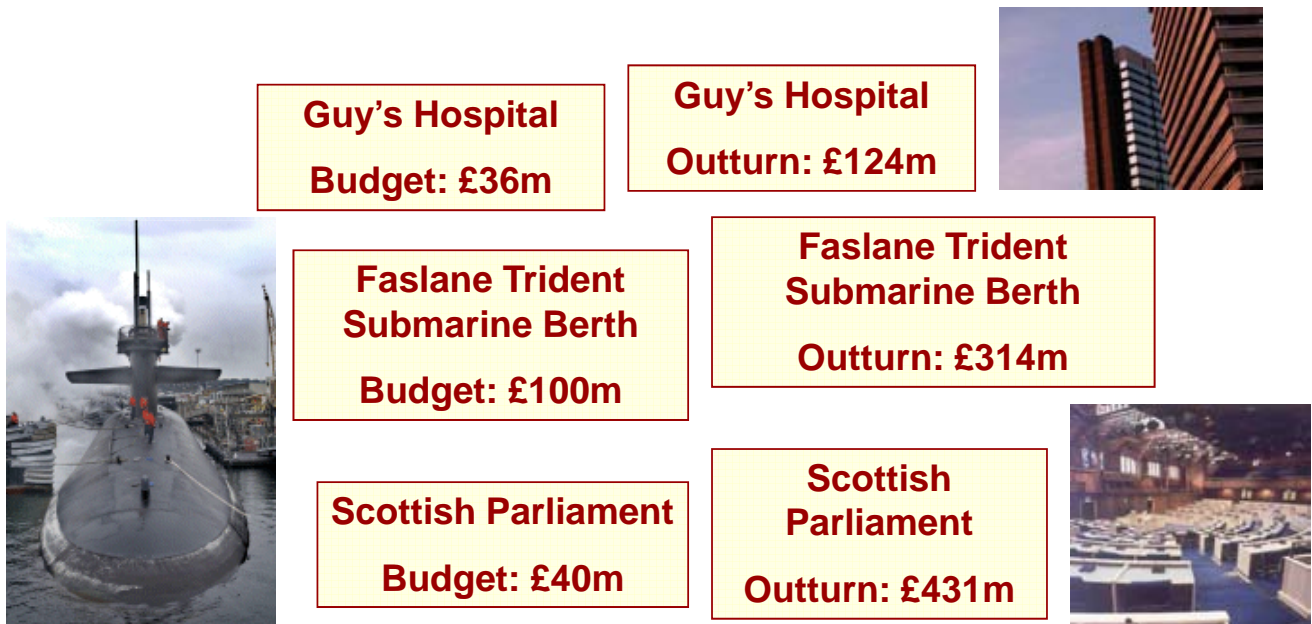 Guy’s Hospital
Budget: £36m
Guy’s Hospital
Outturn: £124m
Faslane Trident
Submarine Berth
Budget: £100m
Faslane Trident
Submarine Berth
Outturn: £314m
Scottish Parliament
Budget: £40m
Scottish
Parliament
Outturn: £431m